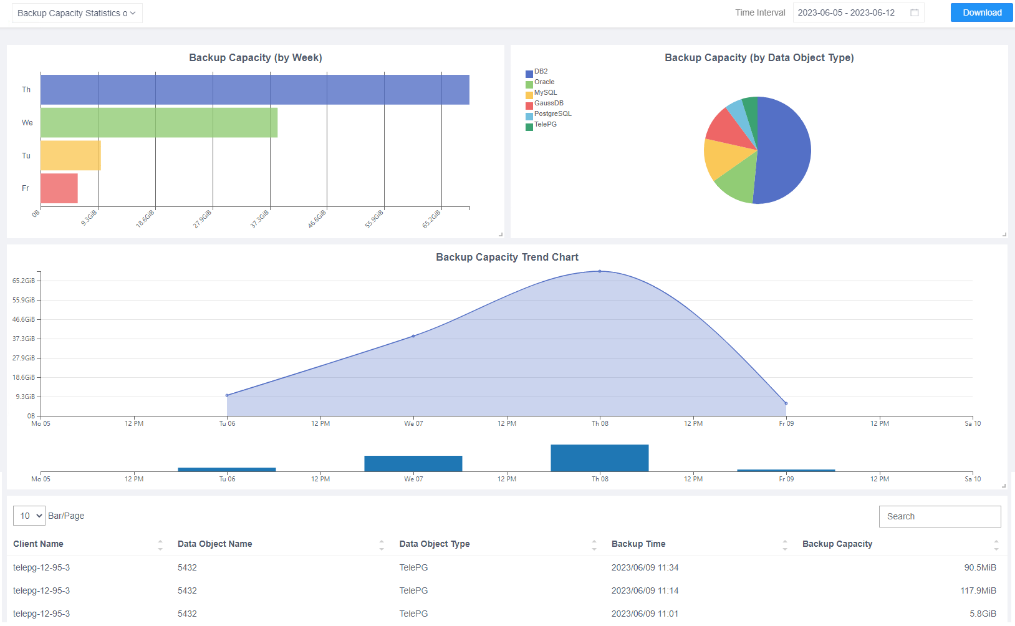 Backup Capacity Statistics o
Time Interval 2023-06-05 - 2023-06-12 Download
Backup Capacity (by Week)
Th
We
Tu
Fr
0B 9.3GiB 18.6GiB 27.9GiB 37.3GiB 46.6GiB 55.9GiB 65.2GiB
Backup Capacity (by Data Object Type)
DB2
Oracle
MySQL
GaussDB
PostgreSQL
TelePG
Backup Capacity Trend Chart
65.2GiB
55.9GiB
46.6GiB
37.3GiB
27.9GiB
18.6GiB
9.3GiB
0B
Mo 05 12 PM Tu 06 12 PM We 07 12 PM Th 08 12 PM Fr 09 12 PM Sa 10
Mo 05 12 PM Tu 06 12 PM We 07 12 PM Th 08 12 PM Fr 09 12 PM Sa 10
10 Bar/Page Search
Client Name Data Object Name Data Object Type Backup Time Backup Capacity
telepg-12-95-3 5432 TelePG 2023/06/09 11:34 90.5MiB
telepg-12-95-3 5432 TelePG 2023/06/09 11:14 117.9MiB
telepg-12-95-3 5432 TelePG 2023/06/09 11:01 5.8GiB